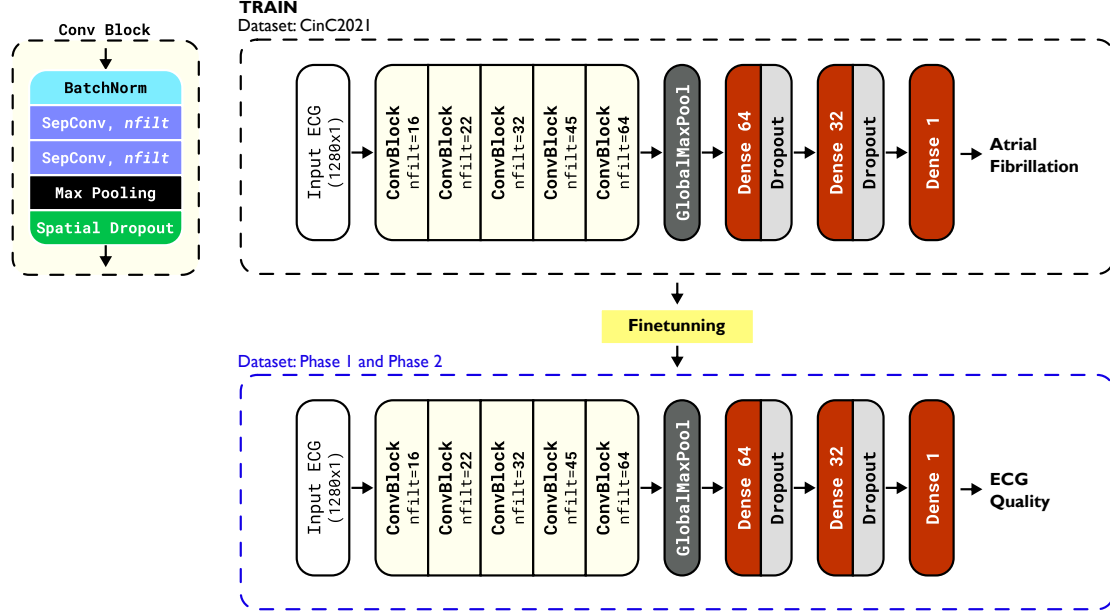 Conv Block
BatchNorm
SepConv, nfilt
SepConv, nfilt
Max Pooling
Spatial Dropout
TRAIN
Dataset: CinC2021
Input ECG
(1280x1)
ConvBlock
nfilt=16
ConvBlock
nfilt=22
ConvBlock
nfilt=32
ConvBlock
nfilt=45
ConvBlock
nfilt=64
GlobalMaxPool
Dense 64
Dropout
Dense 32
Dropout
Dense 1
Atrial
Fibrillation
Finetunning
Dataset: Phase 1 and Phase 2
Input ECG
(1280x1)
ConvBlock
nfilt=16
ConvBlock
nfilt=22
ConvBlock
nfilt=32
ConvBlock
nfilt=45
ConvBlock
nfilt=64
GlobalMaxPool
Dense 64
Dropout
Dense 32
Dropout
Dense 1
ECG
Quality